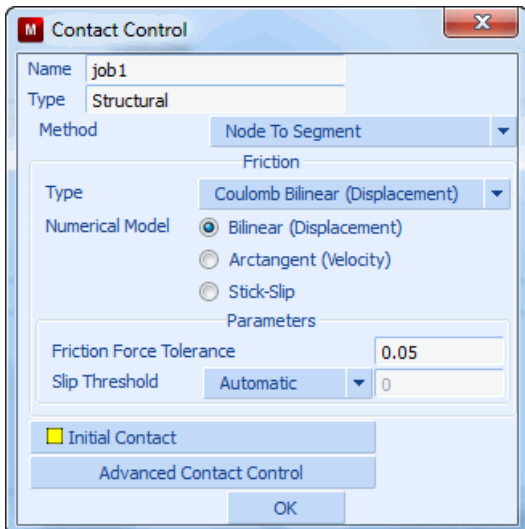 M Contact Control X
Name job1
Type Structural
Method Node To Segment
Friction
Type Coulomb Bilinear (Displacement)
Numerical Model Bilinear (Displacement)
Arctangent (Velocity)
Stick-Slip
Parameters
Friction Force Tolerance 0.05
Slip Threshold Automatic 0
Initial Contact
Advanced Contact Control
OK